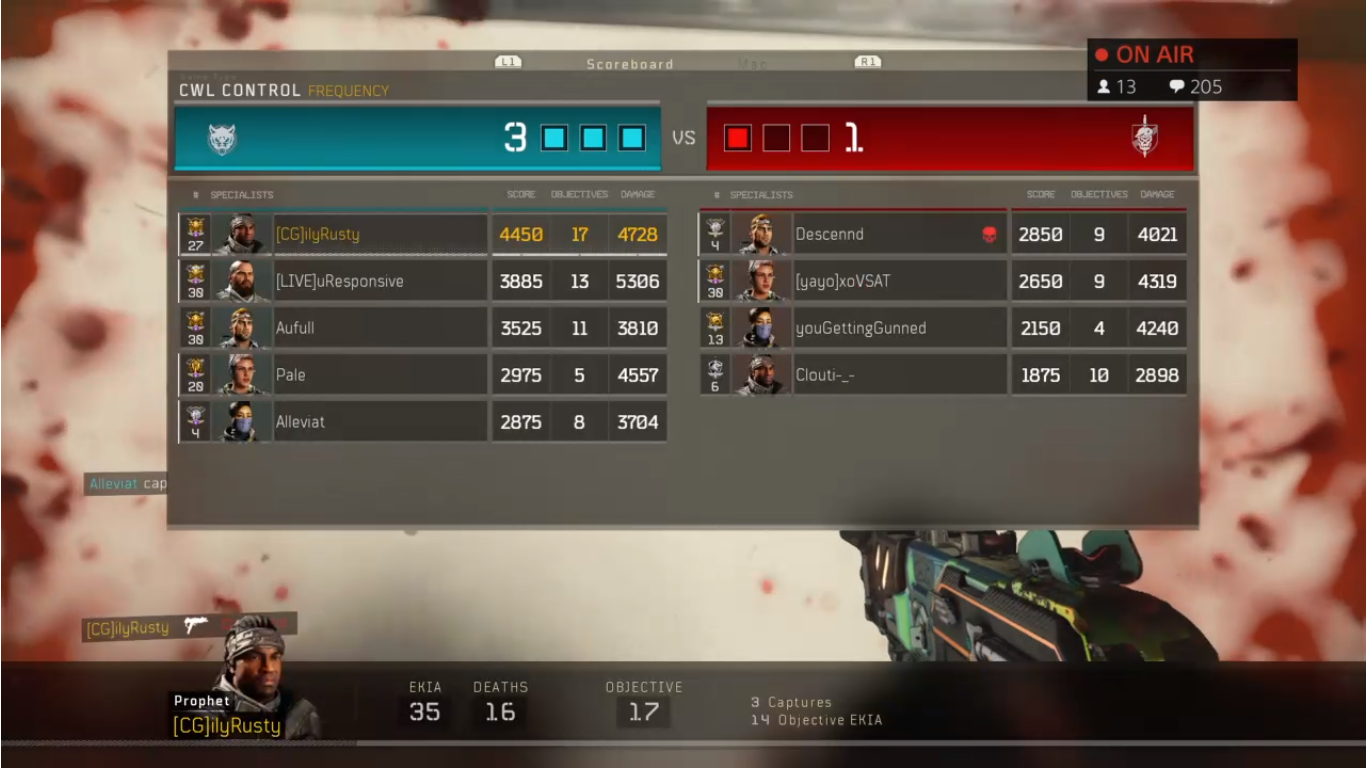 L1 Scoreboard R1
ON AIR
13 205
CWL CONTROL FREQUENCY
3 VS 1
# SPECIALISTS SCORE OBJECTIVES DAMAGE
27 [CG]ilyRusty 4450 17 4728
30 [LIVE]uResponsive 3885 13 5306
30 Aufull 3525 11 3810
20 Pale 2975 5 4557
4 Alleviat 2875 8 3704
# SPECIALISTS SCORE OBJECTIVES DAMAGE
4 Descennd 2850 9 4021
30 [yayo]xoVSAT 2650 9 4319
13 youGettingGunned 2150 4 4240
6 Clouti-_- 1875 10 2898
Alleviat cap
[CG]ilyRusty
Prophet
[CG]ilyRusty
EKIA DEATHS OBJECTIVE
35 16 17
3 Captures
14 Objective EKIA